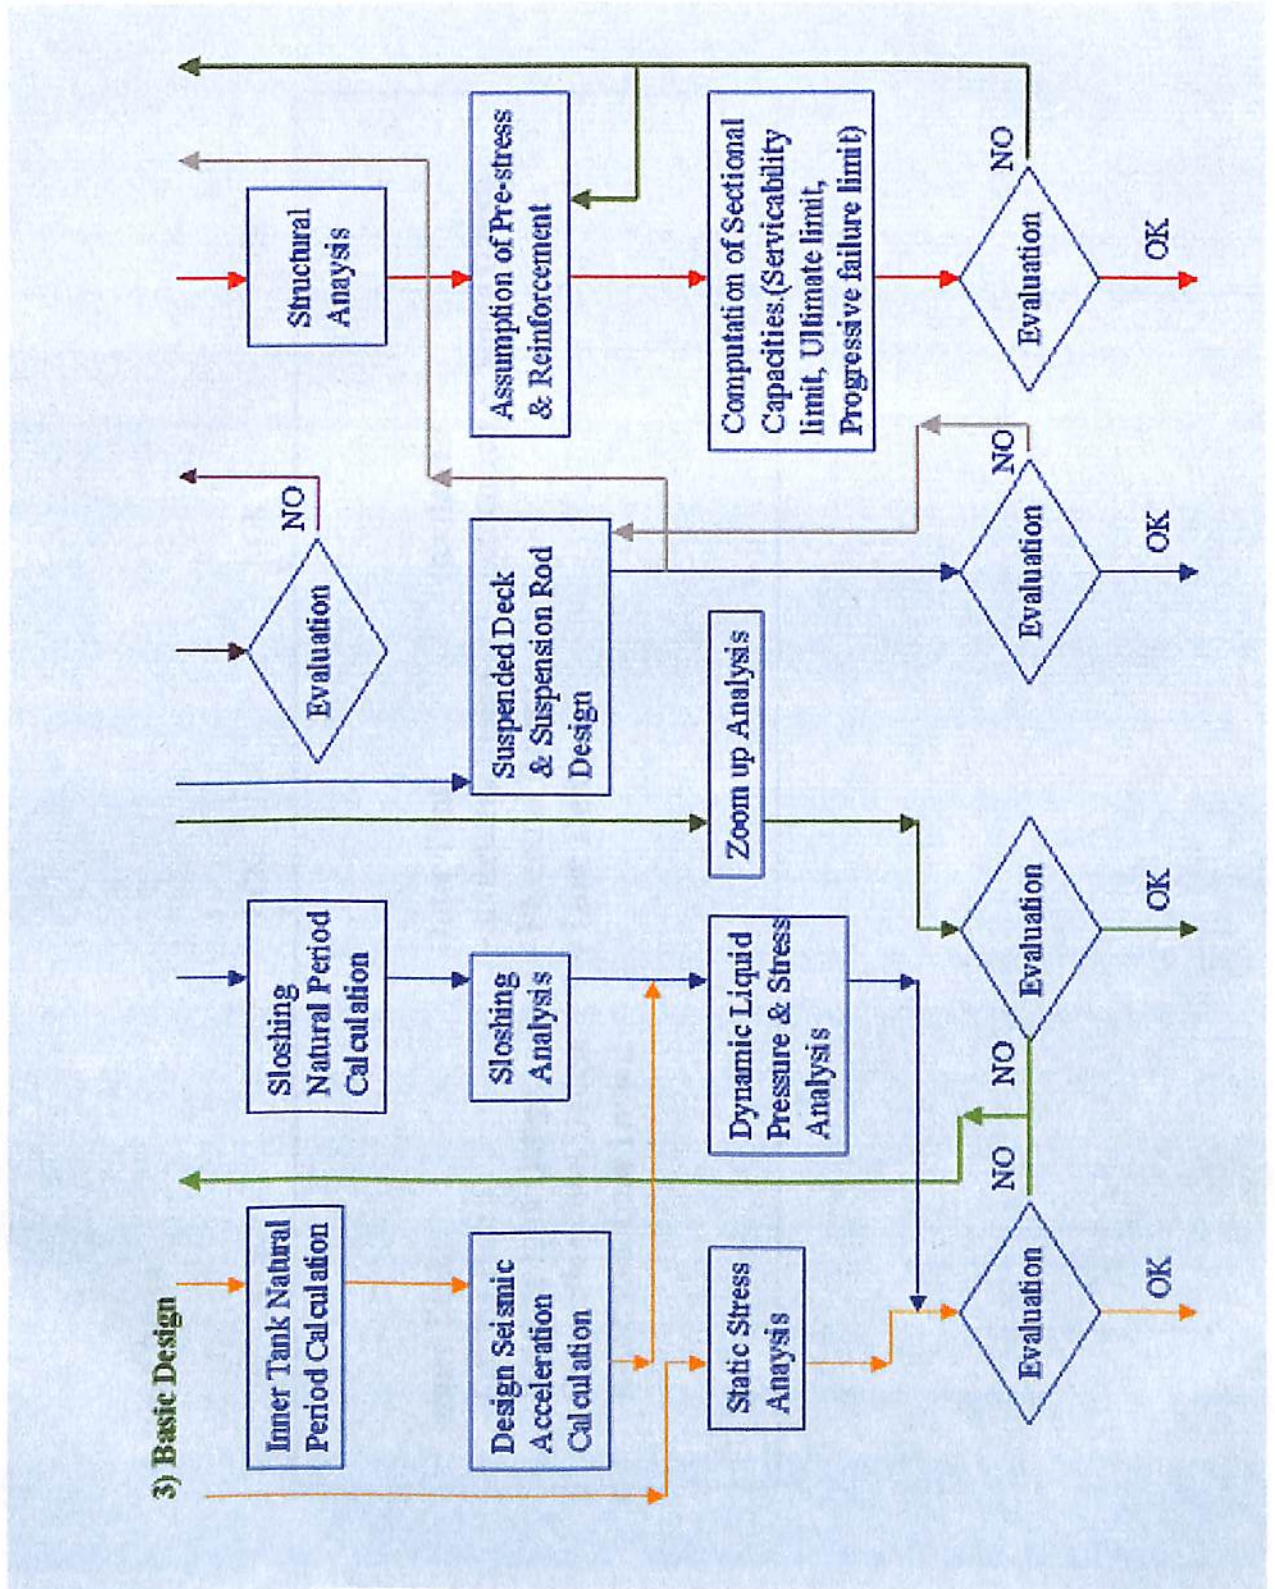 3) Basic Design
Inner Tank Natural
Period Calculation
Sloshing
Natural Period
Calculation
Evaluation
NO
Structural
Analysis
Design Seismic
Acceleration
Calculation
Sloshing
Analysis
Suspended Deck
& Suspension Rod
Design
Assumption of Pre-stress
& Reinforcement
Static Stress
Anaysis
Dynamic Liquid
Pressure & Stress
Analysis
Zoom up Analysis
Computation of Sectional
Capacities.(Servicability
limit, Ultimate limit,
Progressive failure limit)
Evaluation
NO
OK
Evaluation
NO
OK
Evaluation
NO
OK
Evaluation
NO
OK